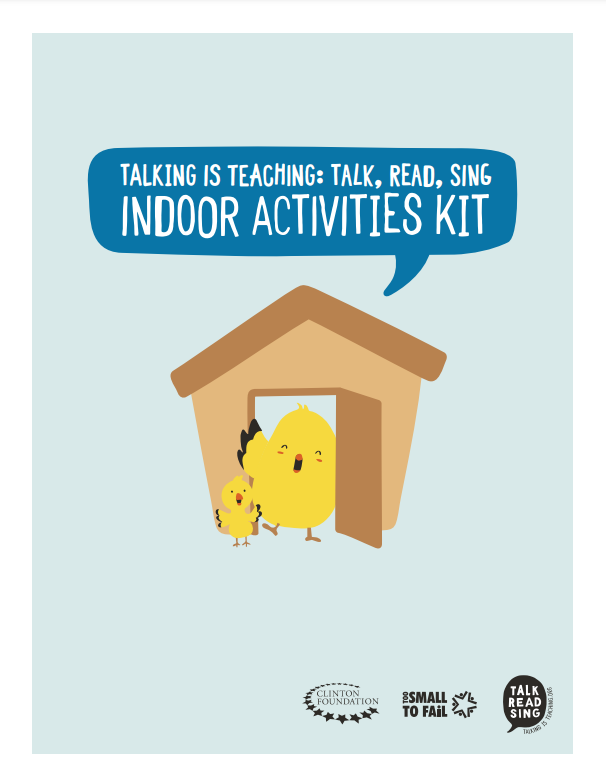 TALKING IS TEACHING: TALK, READ, SING
INDOOR ACTIVITIES KIT
CLINTON
FOUNDATION
TOO
SMALL
TO FAiL
TALK
READ
SING
TALKING IS TEACHING.ORG